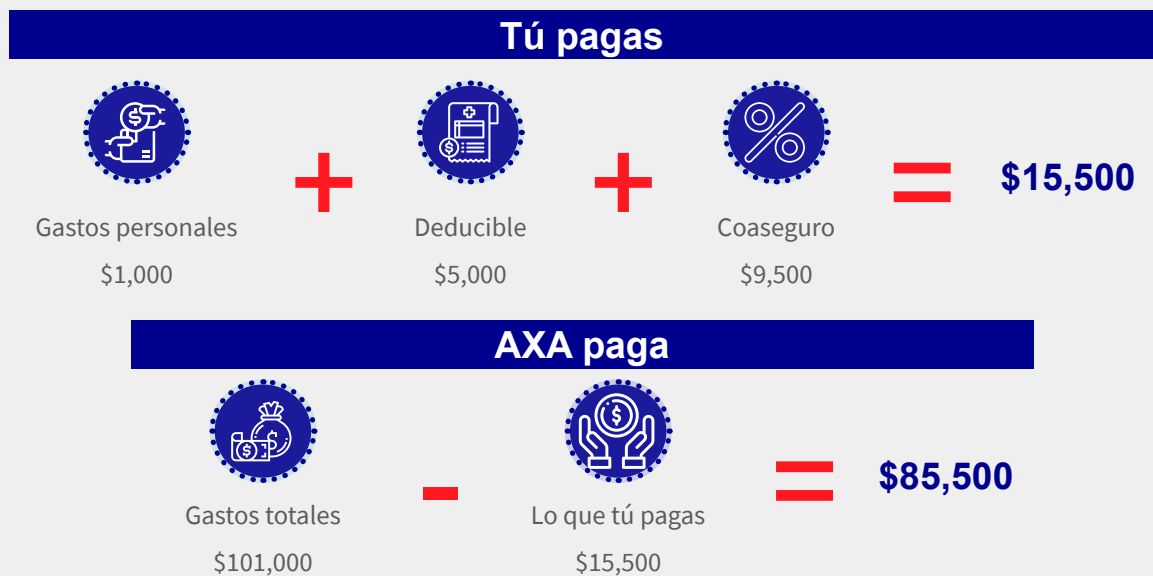 Tú pagas
+ + = $15,500
Gastos personales Deducible Coaseguro
$1,000 $5,000 $9,500
AXA paga
- = $85,500
Gastos totales Lo que tú pagas
$101,000 $15,500